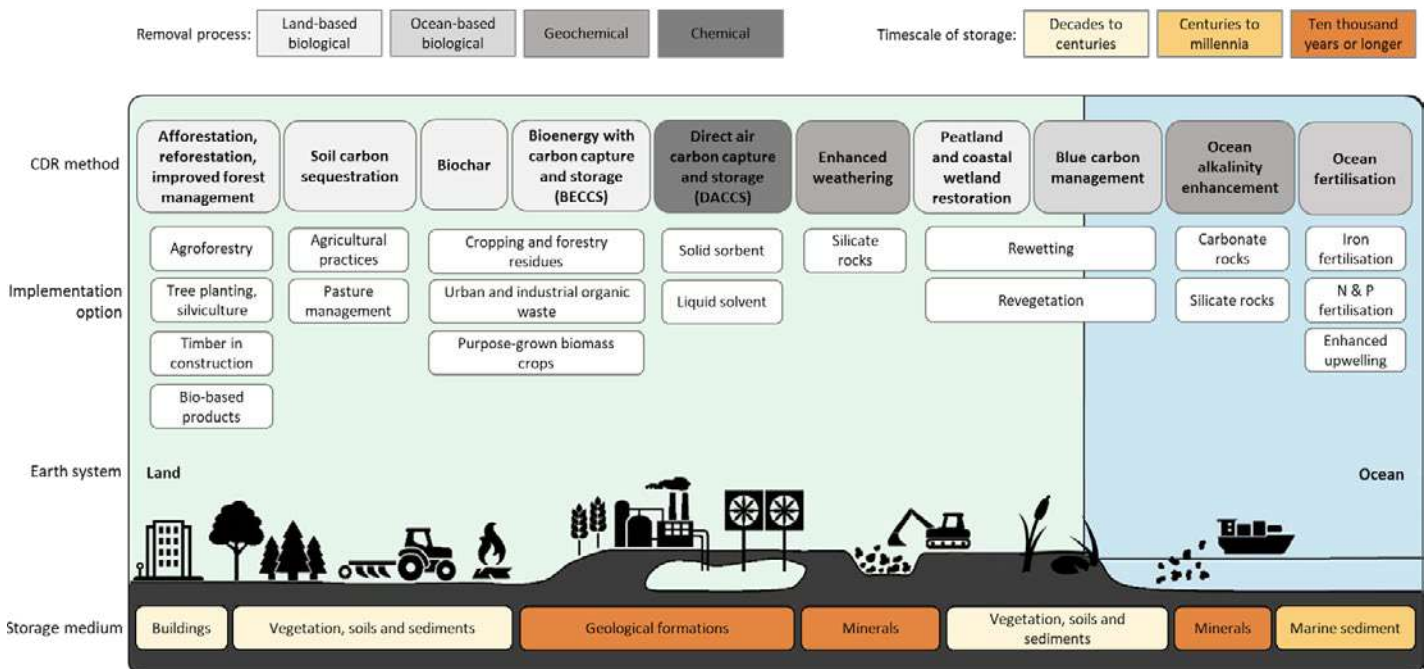 Removal process:
Land-based
biological
Ocean-based
biological
Geochemical
Chemical
Timescale of storage:
Decades to
centuries
Centuries to
millennia
Ten thousand
years or longer
CDR method
Afforestation,
reforestation,
improved forest
management
Soil carbon
sequestration
Biochar
Bioenergy with
carbon capture
and storage
(BECCS)
Direct air
carbon capture
and storage
(DACCS)
Enhanced
weathering
Peatland
and coastal
wetland
restoration
Blue carbon
management
Ocean
alkalinity
enhancement
Ocean
fertilisation
Implementation
option
Agroforestry
Tree planting,
silviculture
Timber in
construction
Bio-based
products
Agricultural
practices
Pasture
management
Cropping and forestry
residues
Urban and industrial organic
waste
Purpose-grown biomass
crops
Solid sorbent
Liquid solvent
Silicate
rocks
Rewetting
Revegetation
Carbonate
rocks
Silicate rocks
Iron
fertilisation
N & P
fertilisation
Enhanced
upwelling
Earth system
Land
Ocean
Storage medium
Buildings
Vegetation, soils and sediments
Geological formations
Minerals
Vegetation, soils and
sediments
Minerals
Marine sediment